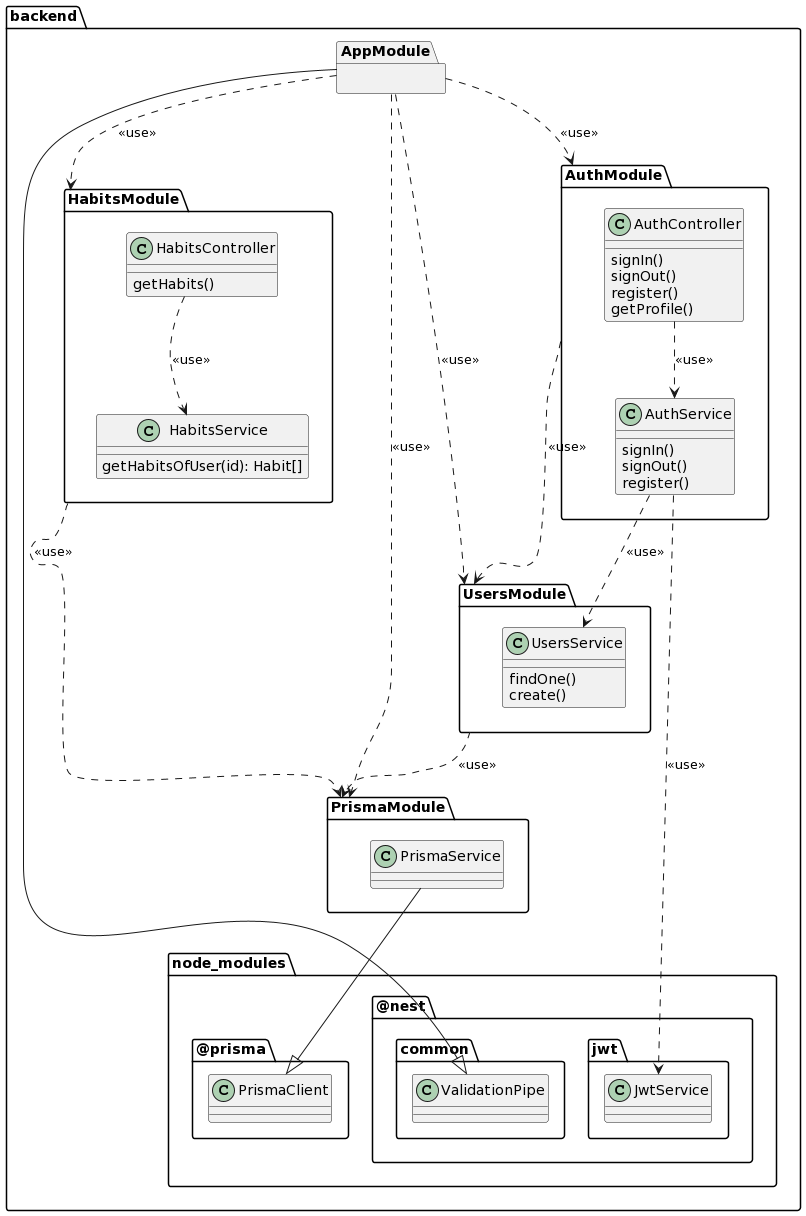 backend
AppModule
«use»
«use»
AuthModule
HabitsModule
C AuthController
C HabitsController
signIn()
signOut()
register()
getProfile()
getHabits()
«use»
«use»
«use»
C AuthService
C HabitsService
signIn()
signOut()
register()
getHabitsOfUser(id): Habit[]
«use»
«use»
«use»
«use»
UsersModule
C UsersService
findOne()
create()
«use»
«use»
PrismaModule
C PrismaService
node_modules
@nest
@prisma
common
jwt
C PrismaClient
C ValidationPipe
C JwtService